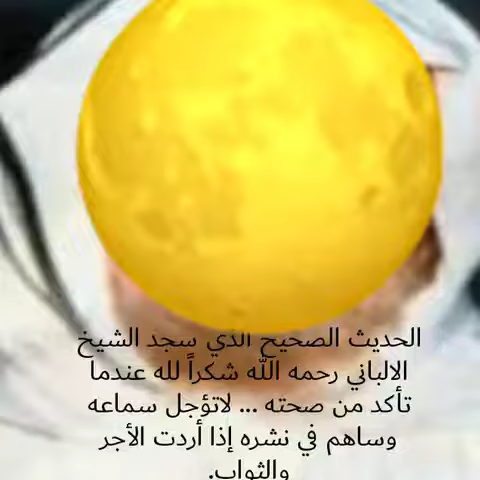 الحديث الصحيح الذي سجد الشيخ
الالباني رحمه الله شكراً لله عندما
تأكد من صحته ... لاتؤجل سماعه
وساهم في نشره إذا أردت الأجر
والثواب.